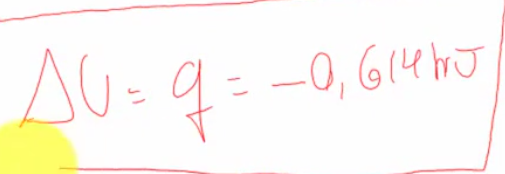 ΔU = q = -0,614 kJ